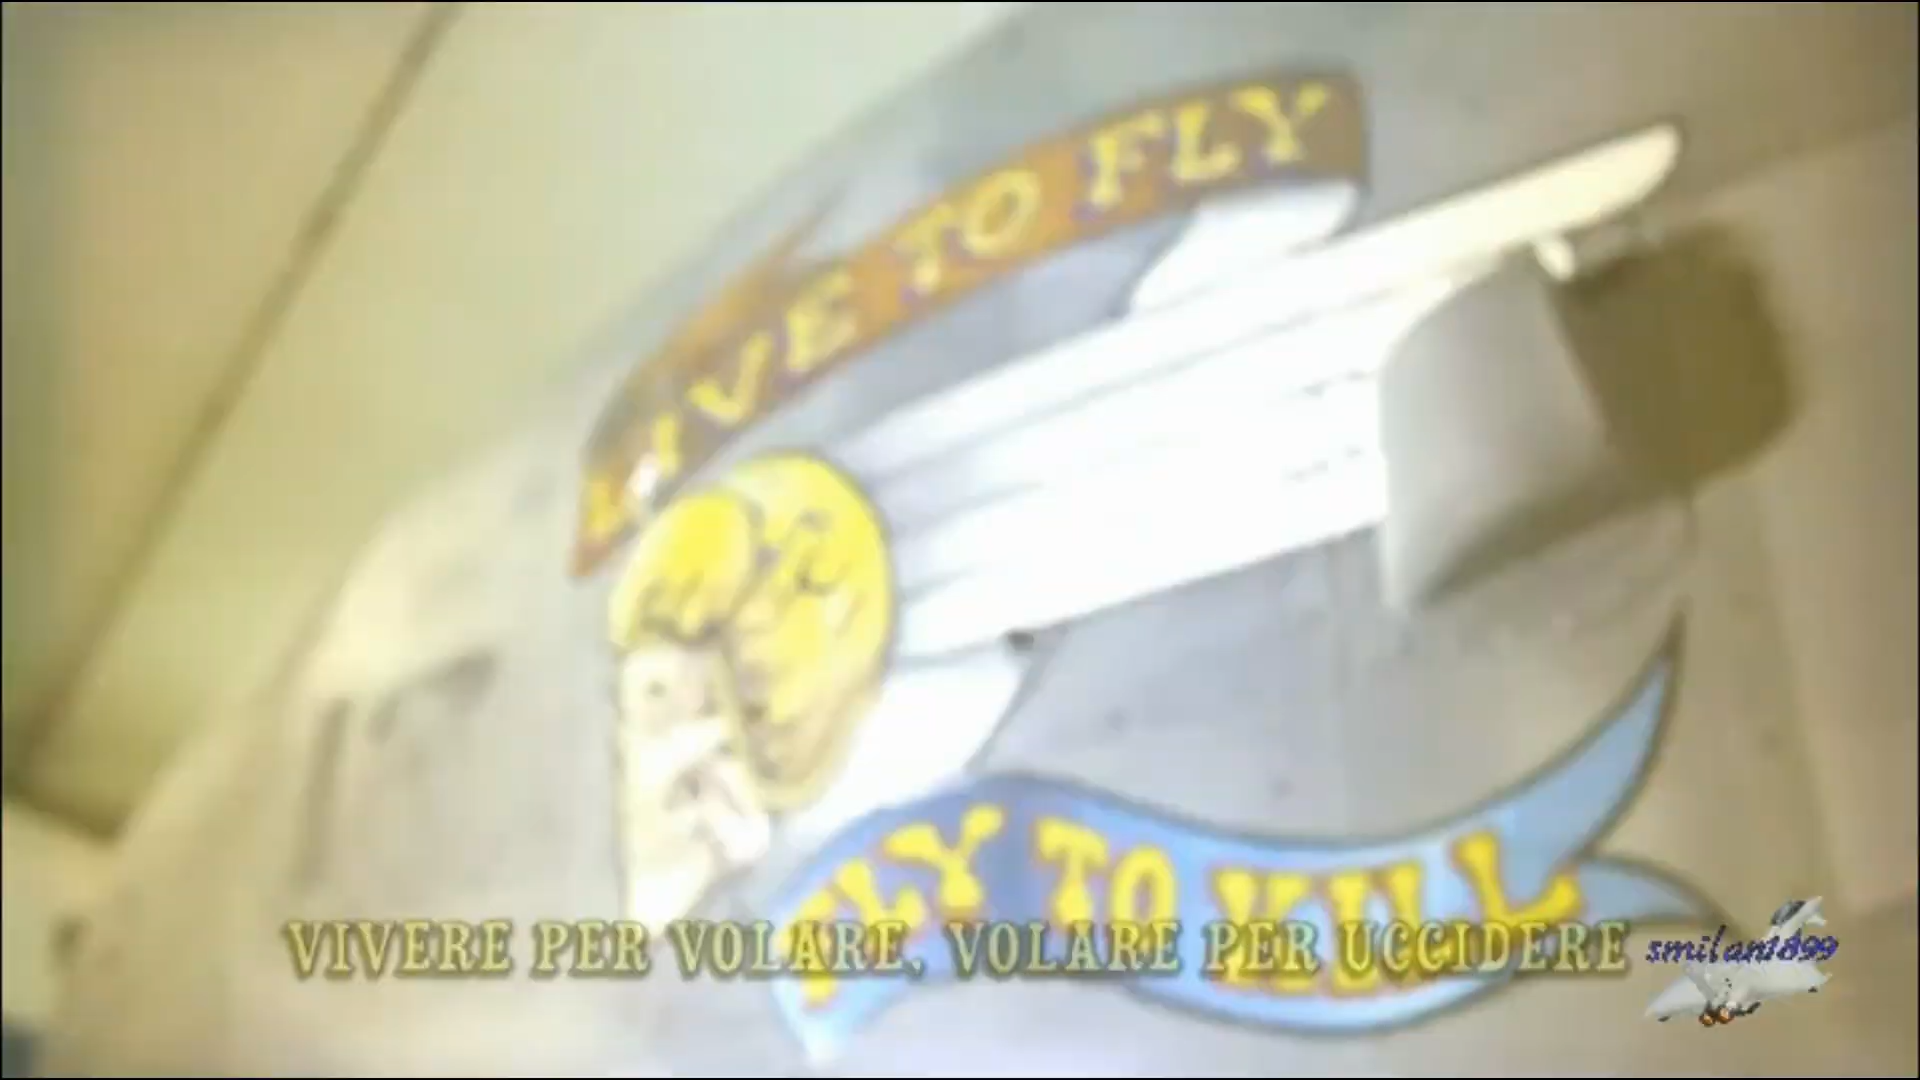 LIVE TO FLY
FLY TO KILL
VIVERE PER VOLARE, VOLARE PER UCCIDERE
smilan1899